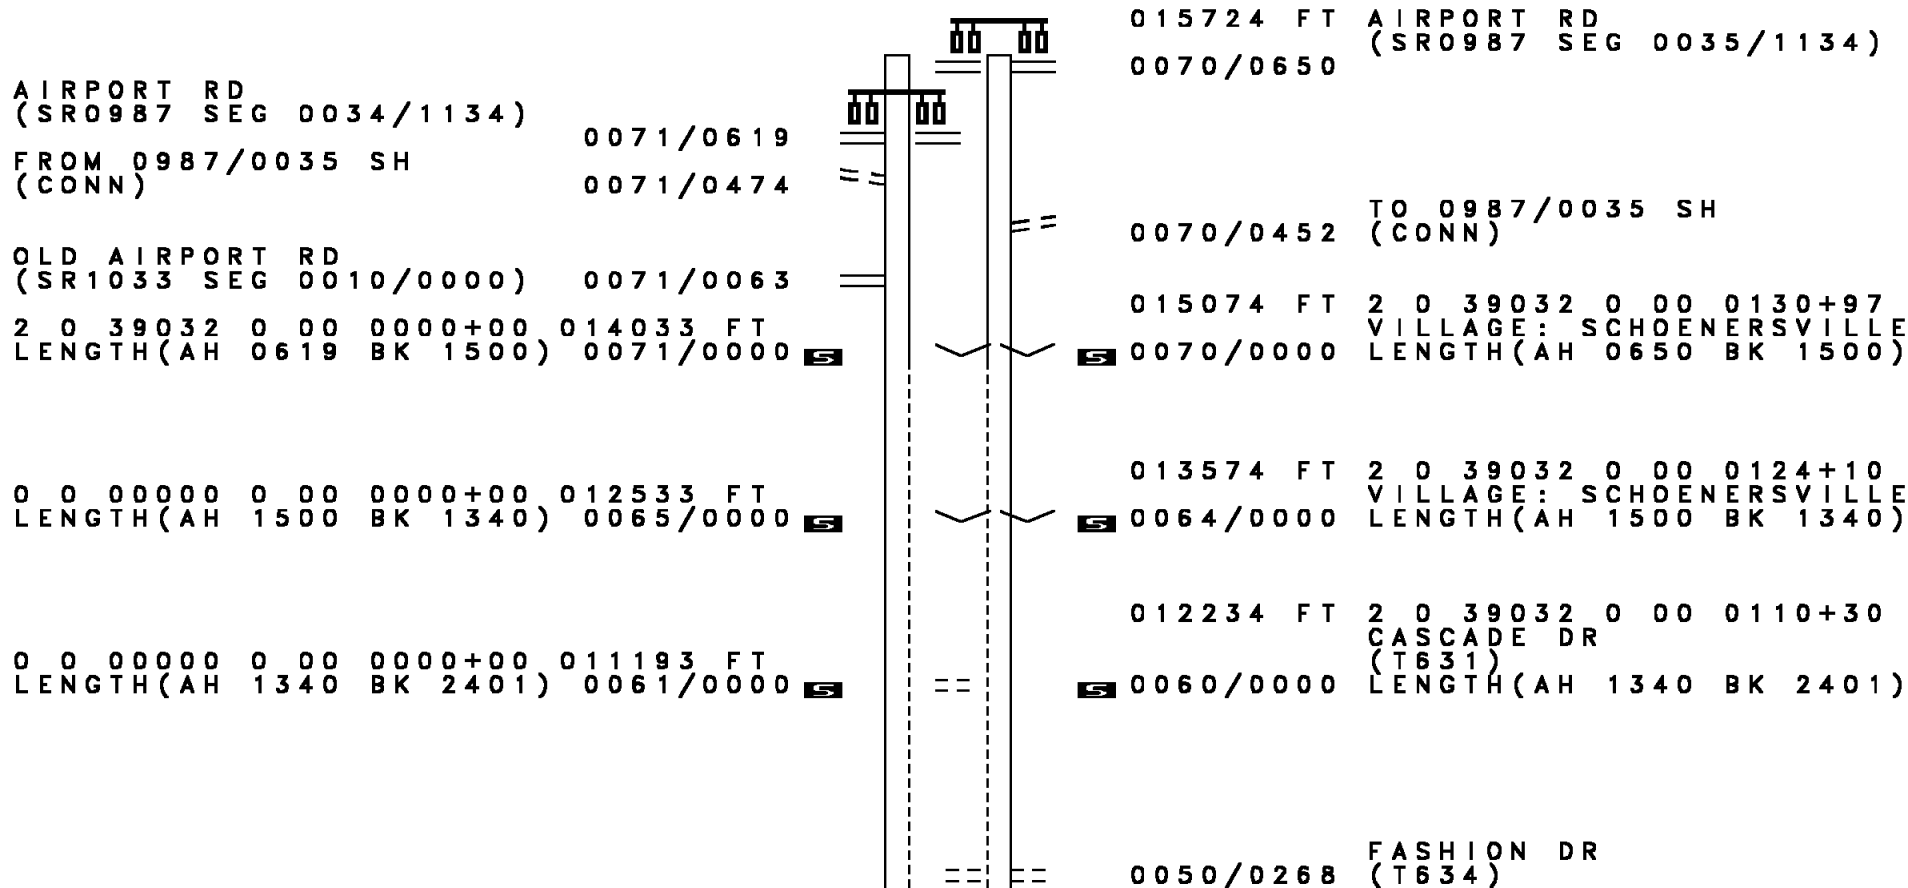 015724 FT AIRPORT RD
(SR0987 SEG 0035/1134)
0070/0650
AIRPORT RD
(SR0987 SEG 0034/1134)
0071/0619
FROM 0987/0035 SH
(CONN) 0071/0474
TO 0987/0035 SH
0070/0452 (CONN)
OLD AIRPORT RD
(SR1033 SEG 0010/0000) 0071/0063
015074 FT 2 0 39032 0 00 0130+97
2 0 39032 0 00 0000+00 014033 FT
VILLAGE: SCHOENERSVILLE
LENGTH(AH 0619 BK 1500) 0071/0000 S
S 0070/0000 LENGTH(AH 0650 BK 1500)
013574 FT 2 0 39032 0 00 0124+10
0 0 00000 0 00 0000+00 012533 FT
VILLAGE: SCHOENERSVILLE
LENGTH(AH 1500 BK 1340) 0065/0000 S
S 0064/0000 LENGTH(AH 1500 BK 1340)
012234 FT 2 0 39032 0 00 0110+30
CASCADE DR
(T631)
0 0 00000 0 00 0000+00 011193 FT
LENGTH(AH 1340 BK 2401) 0061/0000 S
S 0060/0000 LENGTH(AH 1340 BK 2401)
FASHION DR
0050/0268 (T634)